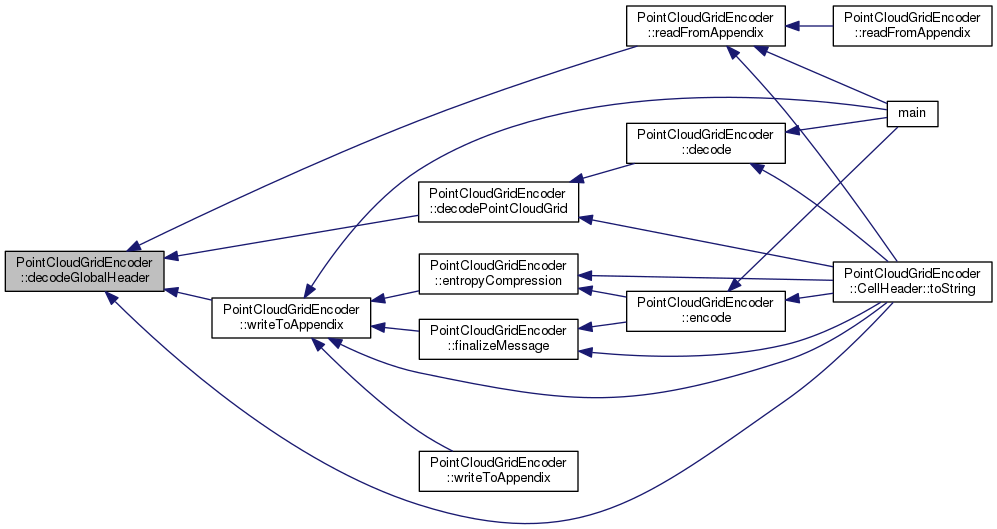 PointCloudGridEncoder
::readFromAppendix
PointCloudGridEncoder
::readFromAppendix
main
PointCloudGridEncoder
::decode
PointCloudGridEncoder
::decodePointCloudGrid
PointCloudGridEncoder
::decodeGlobalHeader
PointCloudGridEncoder
::entropyCompression
PointCloudGridEncoder
::CellHeader::toString
PointCloudGridEncoder
::writeToAppendix
PointCloudGridEncoder
::encode
PointCloudGridEncoder
::finalizeMessage
PointCloudGridEncoder
::writeToAppendix